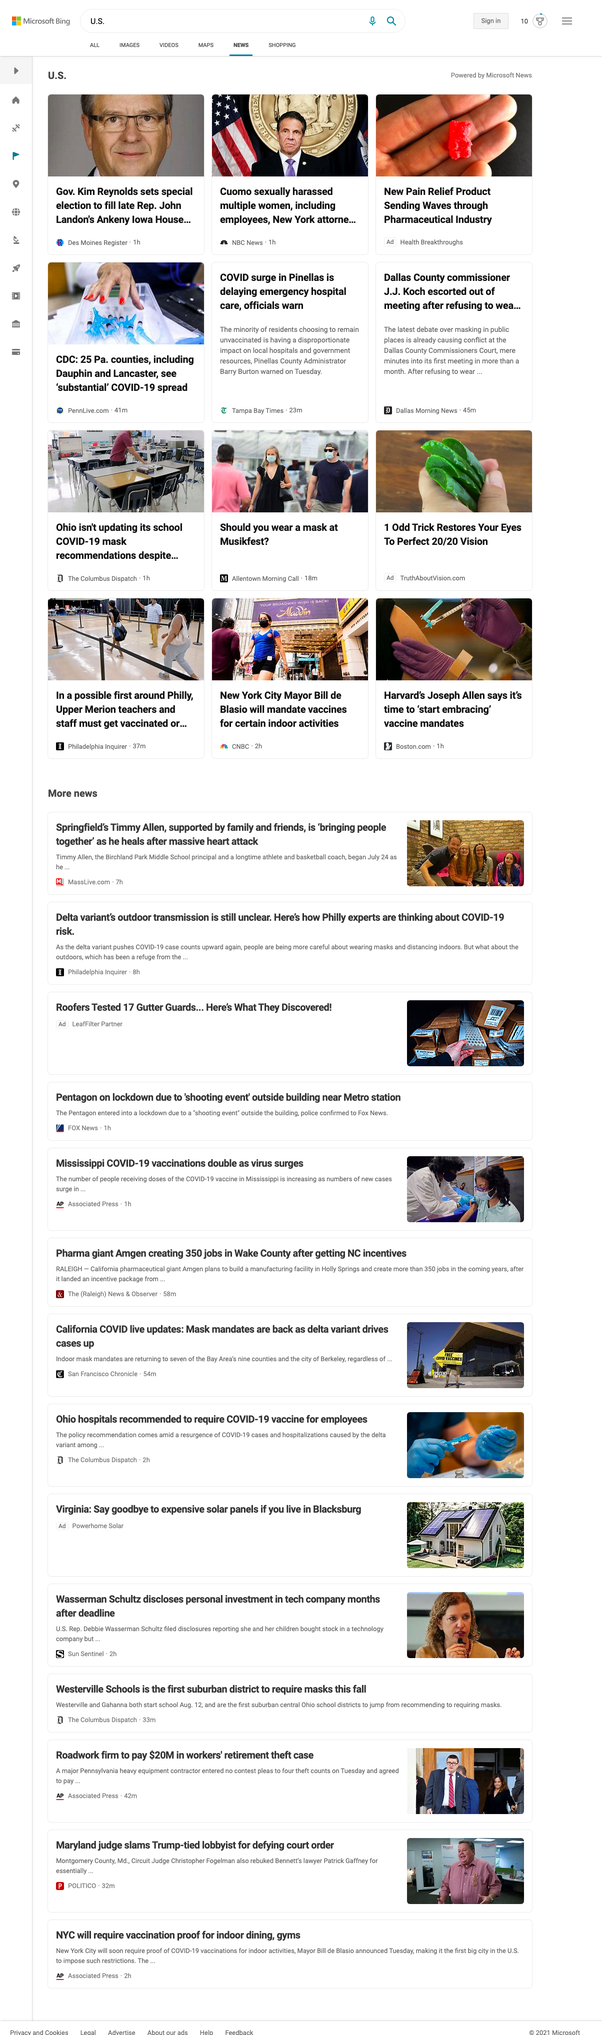 Microsoft Bing
U.S.
Sign in
10
ALL
IMAGES
VIDEOS
MAPS
NEWS
SHOPPING
U.S.
Powered by Microsoft News
Gov. Kim Reynolds sets special
election to fill late Rep. John
Landon's Ankeny Iowa House...
Des Moines Register · 1h
Cuomo sexually harassed
multiple women, including
employees, New York attorne...
NBC News · 1h
New Pain Relief Product
Sending Waves through
Pharmaceutical Industry
Ad Health Breakthroughs
CDC: 25 Pa. counties, including
Dauphin and Lancaster, see
‘substantial’ COVID-19 spread
PennLive.com · 41m
COVID surge in Pinellas is
delaying emergency hospital
care, officials warn
The minority of residents choosing to remain
unvaccinated is having a disproportionate
impact on local hospitals and government
resources, Pinellas County Administrator
Barry Burton warned on Tuesday.
Tampa Bay Times · 23m
Dallas County commissioner
J.J. Koch escorted out of
meeting after refusing to wea...
The latest debate over masking in public
places is already causing conflict at the
Dallas County Commissioners Court, mere
minutes into its first meeting in more than a
month. After refusing to wear ...
Dallas Morning News · 45m
Ohio isn't updating its school
COVID-19 mask
recommendations despite...
The Columbus Dispatch · 1h
Should you wear a mask at
Musikfest?
Allentown Morning Call · 18m
1 Odd Trick Restores Your Eyes
To Perfect 20/20 Vision
Ad TruthAboutVision.com
In a possible first around Philly,
Upper Merion teachers and
staff must get vaccinated or...
Philadelphia Inquirer · 37m
Aladdin
New York City Mayor Bill de
Blasio will mandate vaccines
for certain indoor activities
CNBC · 2h
Harvard’s Joseph Allen says it’s
time to ‘start embracing’
vaccine mandates
Boston.com · 1h
More news
Springfield’s Timmy Allen, supported by family and friends, is ‘bringing people
together’ as he heals after massive heart attack
Timmy Allen, the Birchland Park Middle School principal and a longtime athlete and basketball coach, began July 24 as
he ...
MassLive.com · 7h
Delta variant’s outdoor transmission is still unclear. Here’s how Philly experts are thinking about COVID-19
risk.
As the delta variant pushes COVID-19 case counts upward again, people are being more careful about wearing masks and distancing indoors. But what about the
outdoors, which has been a refuge from the ...
Philadelphia Inquirer · 8h
Roofers Tested 17 Gutter Guards... Here’s What They Discovered!
Ad LeafFilter Partner
Pentagon on lockdown due to 'shooting event' outside building near Metro station
The Pentagon entered into a lockdown due to a "shooting event" outside the building, police confirmed to Fox News.
FOX News · 1h
Mississippi COVID-19 vaccinations double as virus surges
The number of people receiving doses of the COVID-19 vaccine in Mississippi is increasing as numbers of new cases
surge in ...
AP Associated Press · 1h
Pharma giant Amgen creating 350 jobs in Wake County after getting NC incentives
RALEIGH — California pharmaceutical giant Amgen plans to build a manufacturing facility in Holly Springs and create more than 350 jobs in the coming years, after
it landed an incentive package from ...
The (Raleigh) News & Observer · 58m
California COVID live updates: Mask mandates are back as delta variant drives
cases up
Indoor mask mandates are returning to seven of the Bay Area's nine counties and the city of Berkeley, regardless of ...
San Francisco Chronicle · 54m
Ohio hospitals recommended to require COVID-19 vaccine for employees
The policy recommendation comes amid a resurgence of COVID-19 cases and hospitalizations caused by the delta
variant among ...
The Columbus Dispatch · 2h
Virginia: Say goodbye to expensive solar panels if you live in Blacksburg
Ad Powerhome Solar
Wasserman Schultz discloses personal investment in tech company months
after deadline
U.S. Rep. Debbie Wasserman Schultz filed disclosures reporting she and her children bought stock in a technology
company but ...
Sun Sentinel · 2h
Westerville Schools is the first suburban district to require masks this fall
Westerville and Gahanna both start school Aug. 12, and are the first suburban central Ohio school districts to jump from recommending to requiring masks.
The Columbus Dispatch · 33m
Roadwork firm to pay $20M in workers' retirement theft case
A major Pennsylvania heavy equipment contractor entered no contest pleas to four theft counts on Tuesday and agreed
to pay ...
AP Associated Press · 42m
Maryland judge slams Trump-tied lobbyist for defying court order
Montgomery County, Md., Circuit Judge Christopher Fogelman also rebuked Bennett's lawyer Patrick Gaffney for
essentially ...
POLITICO · 32m
NYC will require vaccination proof for indoor dining, gyms
New York City will soon require proof of COVID-19 vaccinations for indoor activities, Mayor Bill de Blasio announced Tuesday, making it the first big city in the U.S.
to impose such restrictions. The ...
AP Associated Press · 2h
Privacy and Cookies
Legal
Advertise
About our ads
Help
Feedback
© 2021 Microsoft